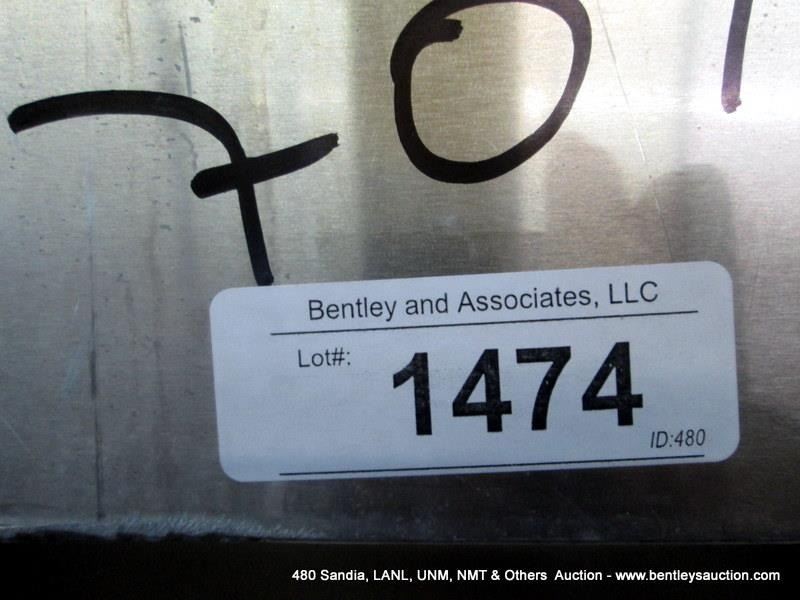 70
Bentley and Associates, LLC
Lot#: 1474
ID:480
480 Sandia, LANL, UNM, NMT & Others Auction - www.bentleysauction.com